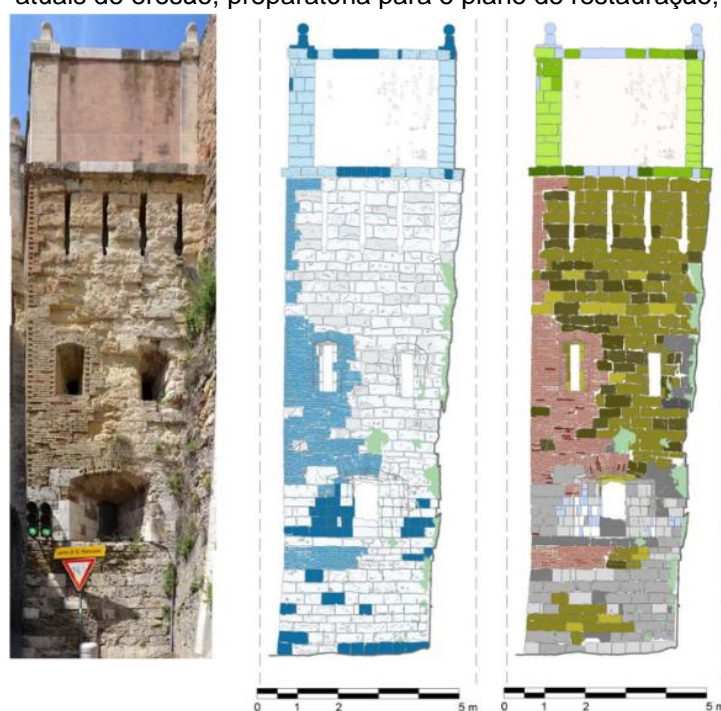 atuais de erosão, preparatória para o plano de restauração,
0 1 2 5 m
0 1 2 5 m